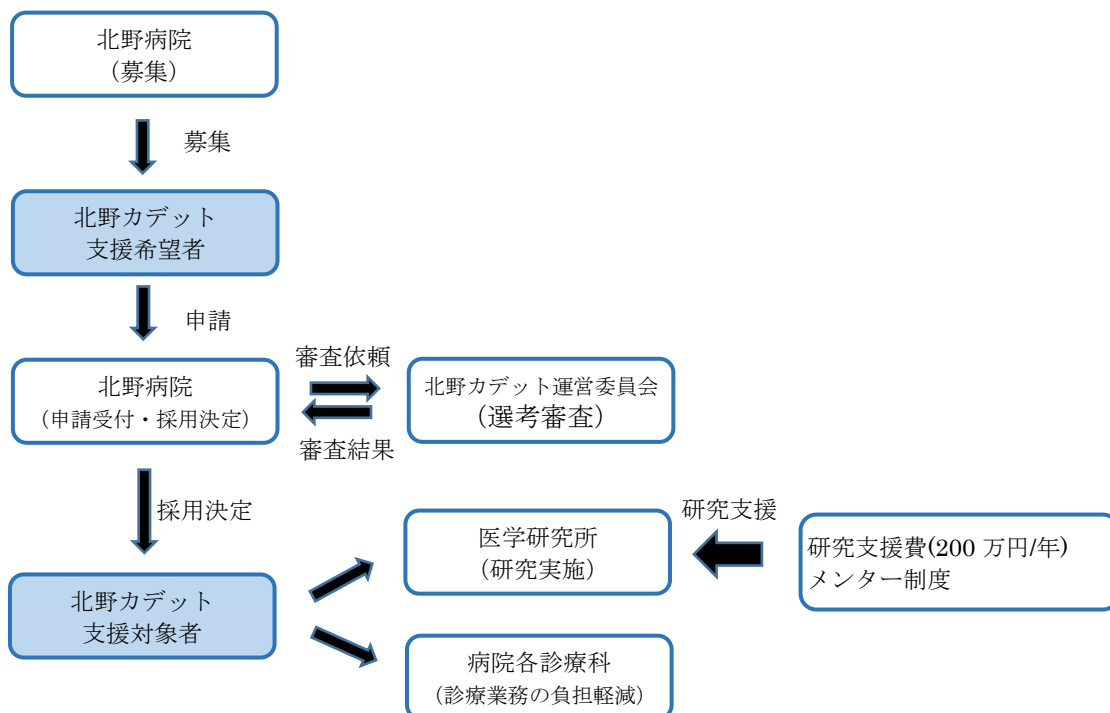 北野病院
（募集）
募集
北野カデット
支援希望者
申請
北野病院
（申請受付・採用決定）
審査依頼
審査結果
北野カデット運営委員会
（選考審査）
採用決定
北野カデット
支援対象者
医学研究所
（研究実施）
研究支援
研究支援費(200 万円/年)
メンター制度
病院各診療科
（診療業務の負担軽減）